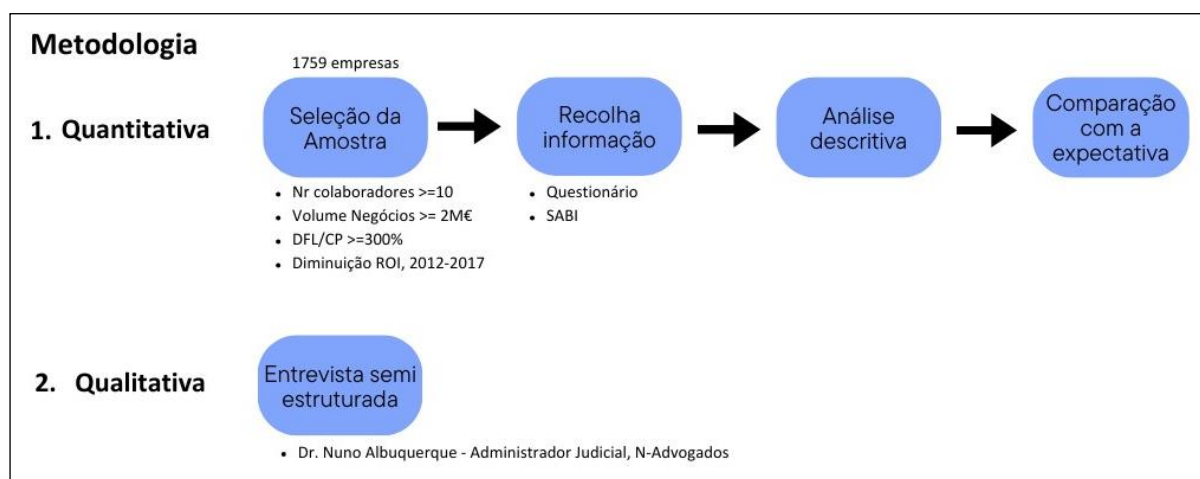 Metodologia
1759 empresas
1. Quantitativa
Seleção da
Amostra
Recolha
informação
Análise
descritiva
Comparação
com a
expectativa
• Nr colaboradores >=10
• Volume Negócios >= 2M€
• DFL/CP >=300%
• Diminuição ROI, 2012-2017
• Questionário
• SABI
2. Qualitativa
Entrevista semi
estruturada
• Dr. Nuno Albuquerque - Administrador Judicial, N-Advogados